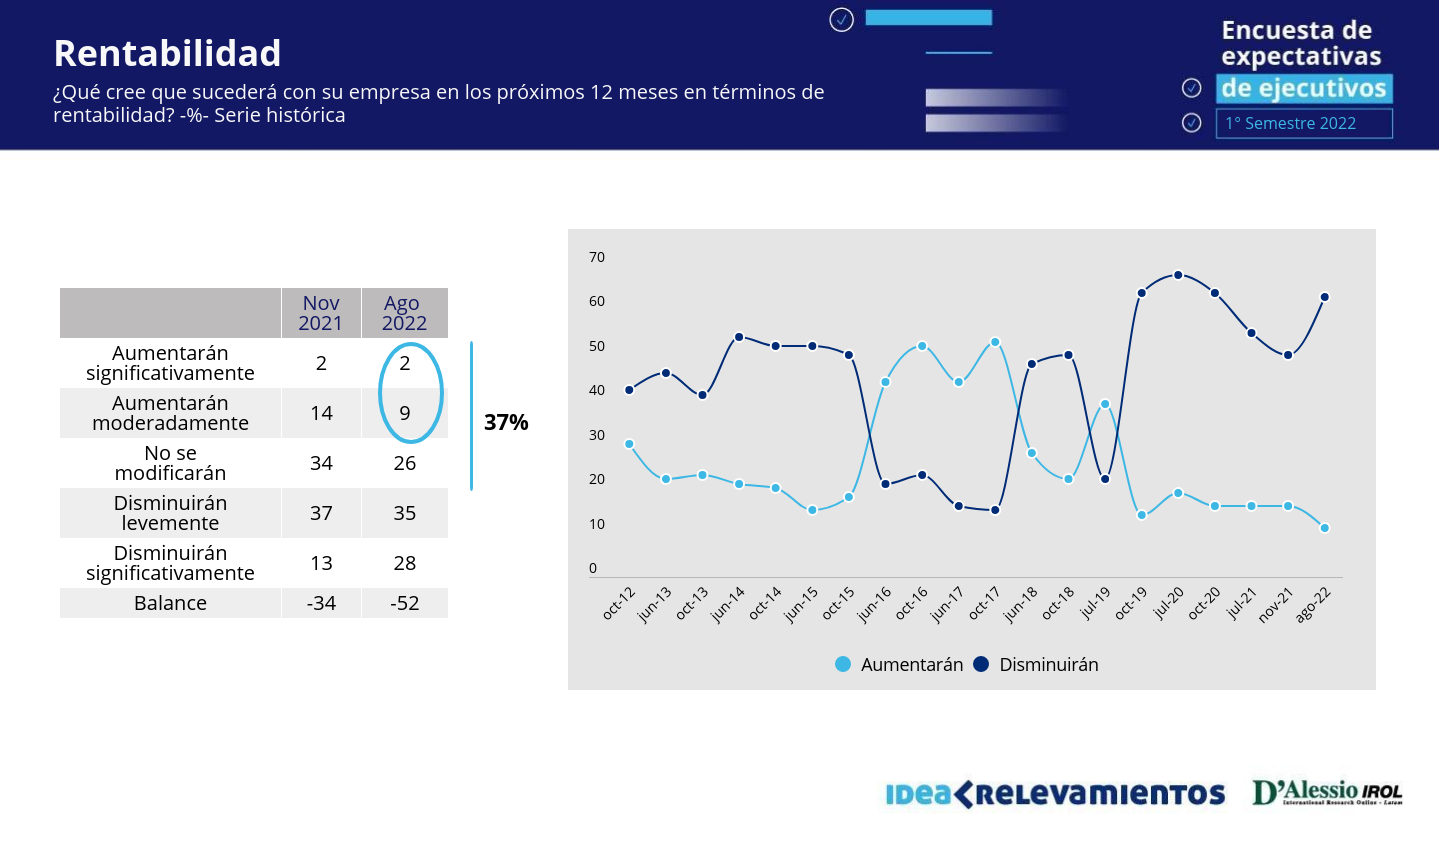 Rentabilidad
¿Qué cree que sucederá con su empresa en los próximos 12 meses en términos de
rentabilidad? -%- Serie histórica
Encuesta de
expectativas
de ejecutivos
1° Semestre 2022
Nov
2021
Ago
2022
Aumentarán
significativamente
2
2
Aumentarán
moderadamente
14
9
No se
modificarán
34
26
Disminuirán
levemente
37
35
Disminuirán
significativamente
13
28
Balance
-34
-52
37%
70
60
50
40
30
20
10
0
oct-12
jun-13
oct-13
jun-14
oct-14
jun-15
oct-15
jun-16
oct-16
jun-17
oct-17
jun-18
oct-18
jul-19
oct-19
jul-20
oct-20
jul-21
nov-21
ago-22
Aumentarán
Disminuirán
IDea RELEVAMIENTOS
D'Alessio IROL
International Research Online - Latam